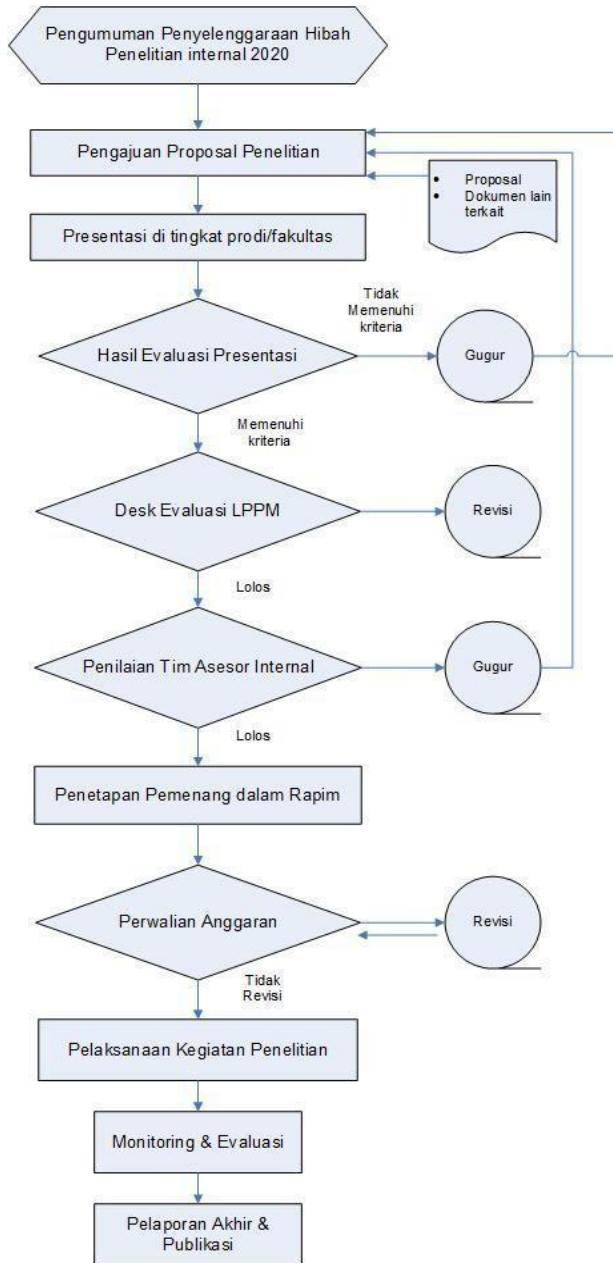 Pengumuman Penyelenggaraan Hibah
Penelitian internal 2020
Pengajuan Proposal Penelitian
• Proposal
• Dokumen lain
terkait
Presentasi di tingkat prodi/fakultas
Tidak
Memenuhi
kriteria
Hasil Evaluasi Presentasi
Gugur
Memenuhi
kriteria
Desk Evaluasi LPPM
Revisi
Lolos
Penilaian Tim Asesor Internal
Gugur
Lolos
Penetapan Pemenang dalam Rapim
Perwalian Anggaran
Revisi
Tidak
Revisi
Pelaksanaan Kegiatan Penelitian
Monitoring & Evaluasi
Pelaporan Akhir &
Publikasi